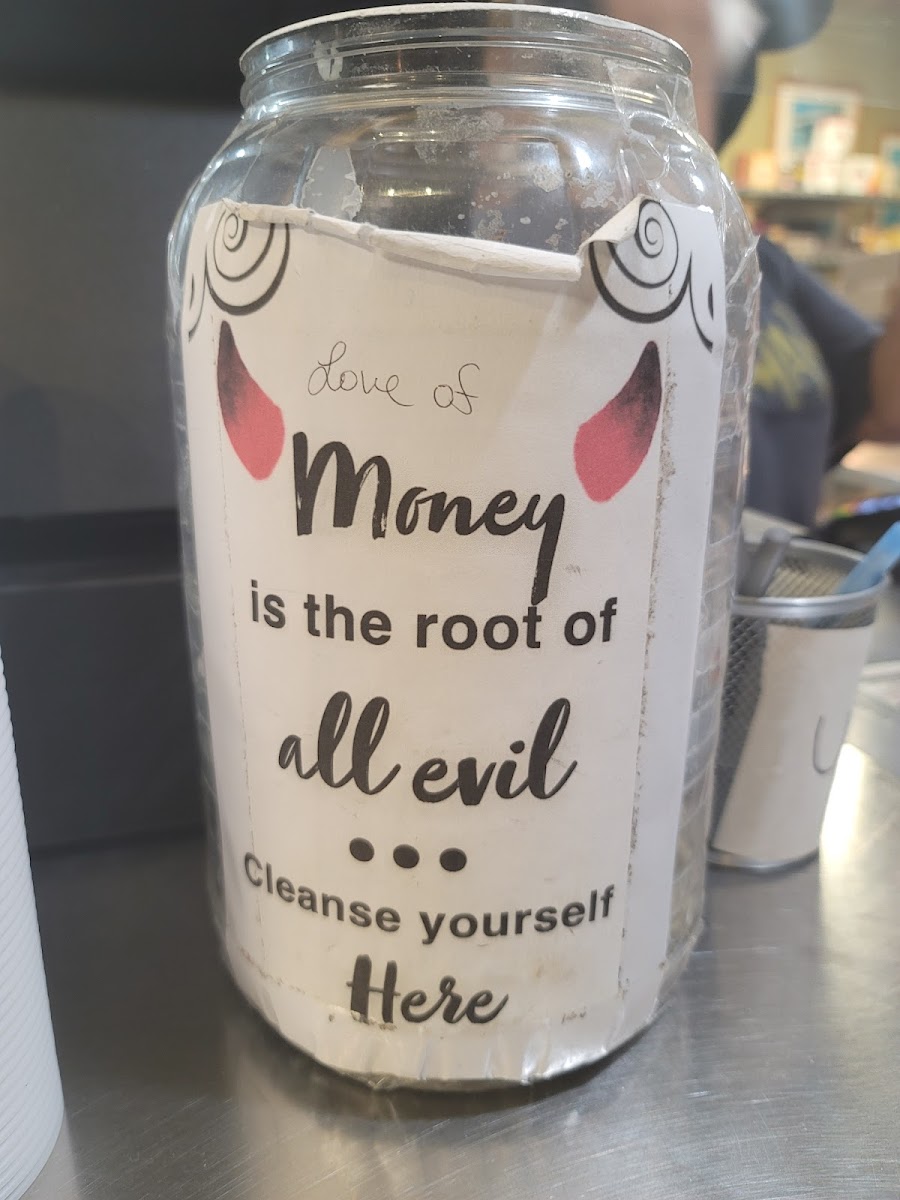 Love of
Money
is the root of
all evil
...
Cleanse yourself
Here